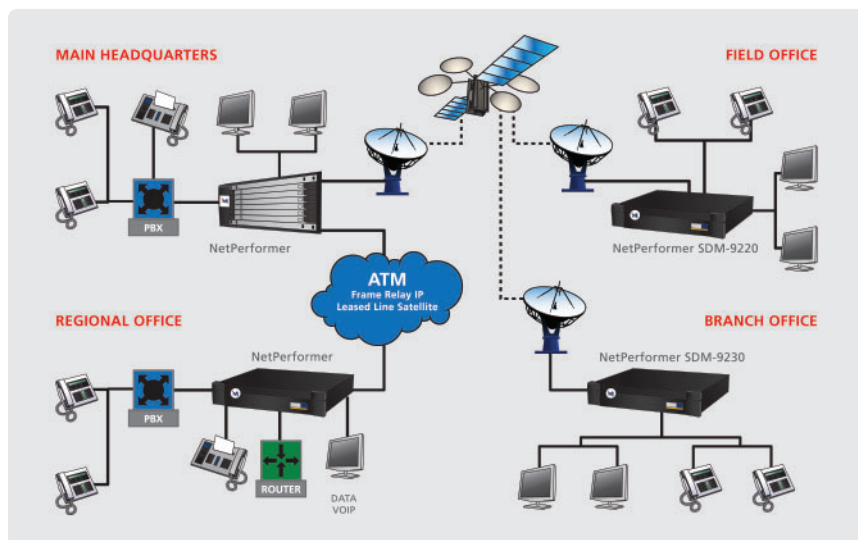 MAIN HEADQUARTERS
FIELD OFFICE
PBX
NetPerformer
NetPerformer SDM-9220
ATM
Frame Relay IP
Leased Line Satellite
REGIONAL OFFICE
BRANCH OFFICE
NetPerformer
NetPerformer SDM-9230
PBX
ROUTER
DATA
VOIP